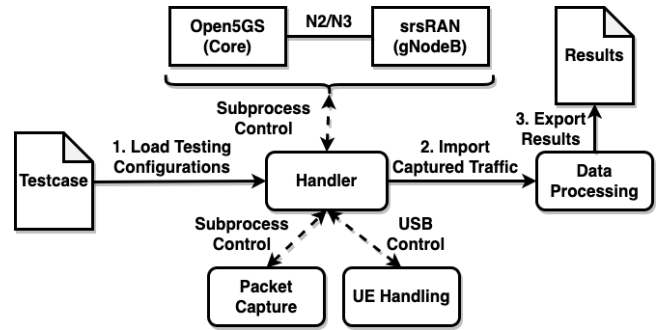 Open5GS
(Core)
N2/N3
srsRAN
(gNodeB)
Results
Subprocess
Control
1. Load Testing
Configurations
2. Import
Captured Traffic
3. Export
Results
Testcase
Handler
Data
Processing
Subprocess
Control
USB
Control
Packet
Capture
UE Handling